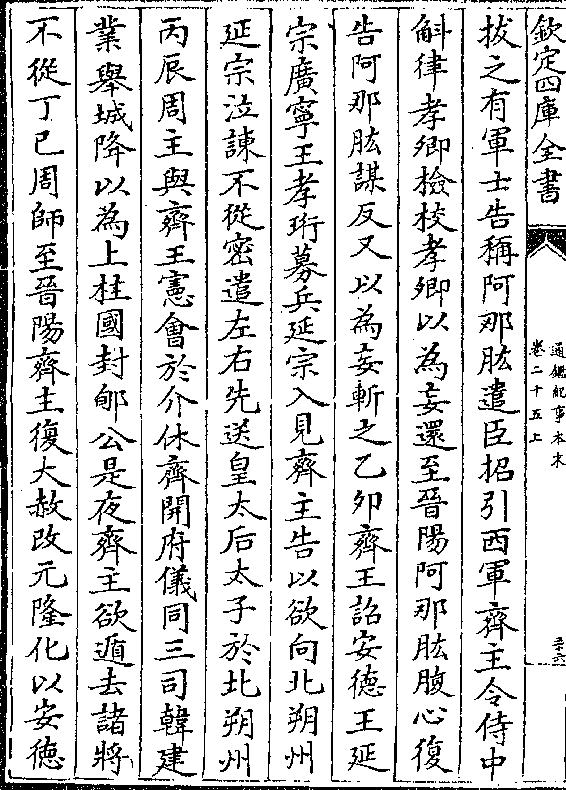 欽定四庫全書
通鑑紀事本末
卷二十五上
三十六
拔之有軍士告稱阿那肱遣臣招引西軍齊主令侍中
斛律孝卿檢校孝卿以為妄還至晉陽阿那肱腹心復
告阿那肱謀反又以為妄斬之乙卯齊王詔安德王延
宗廣寧王孝珩募兵延宗入見齊主告以欲向北朔州
延宗泣諫不從密遣左右先送皇太后太子於北朔州
丙辰周主與齊王憲會於介休齊開府儀同三司韓建
業舉城降以為上柱國封郇公是夜齊主欲遁去諸將
不從丁巳周師至晉陽齊主復大赦改元隆化以安德